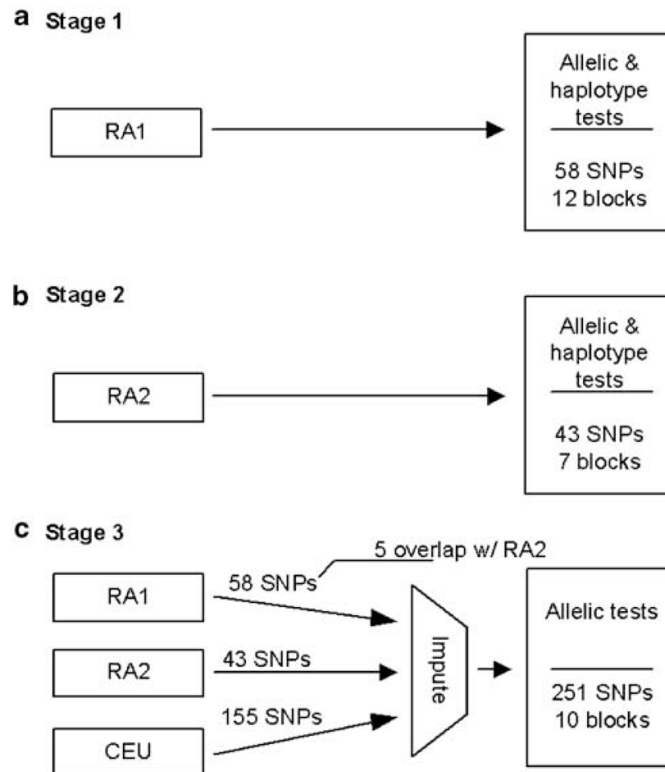 a Stage 1
RA1
Allelic &
haplotype
tests
58 SNPs
12 blocks
b Stage 2
RA2
Allelic &
haplotype
tests
43 SNPs
7 blocks
c Stage 3
5 overlap w/ RA2
RA1
58 SNPs
RA2
43 SNPs
CEU
155 SNPs
Impute
Allelic tests
251 SNPs
10 blocks